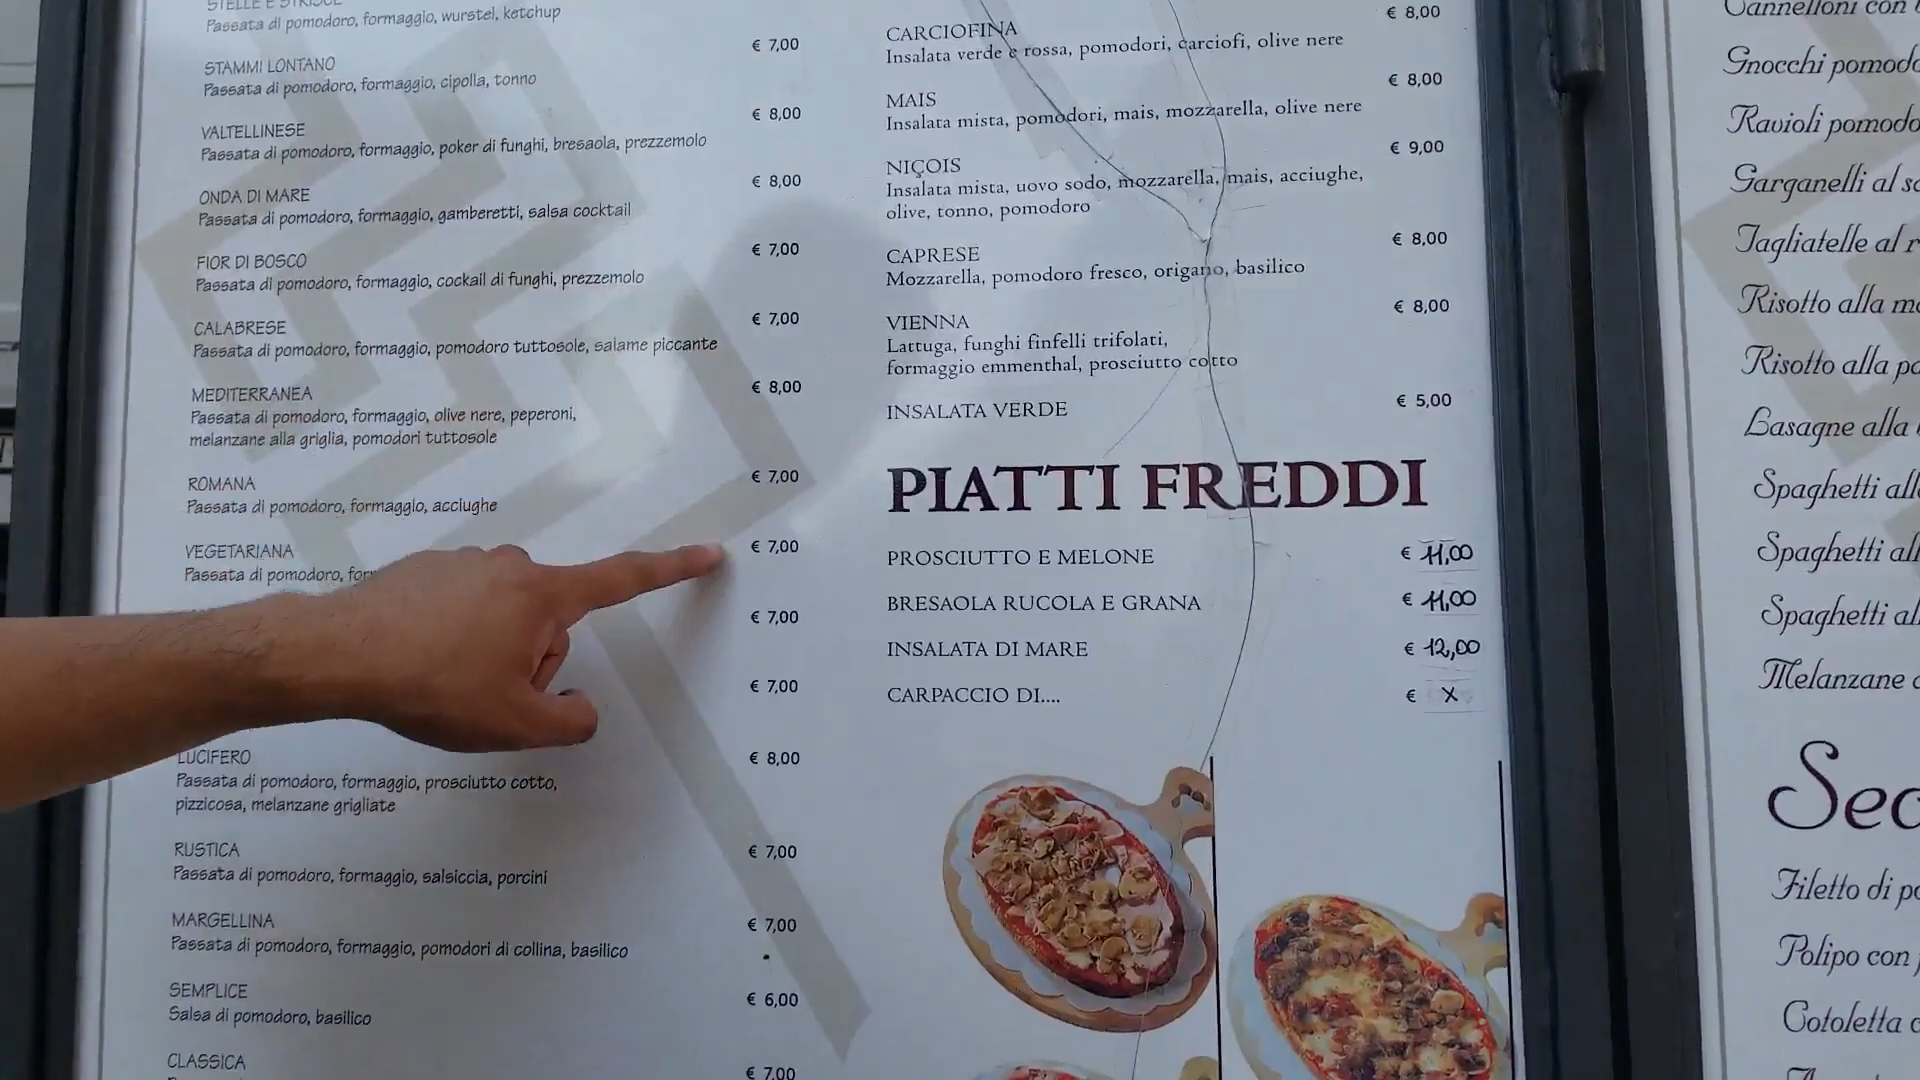 Passata di pomodoro, formaggio, wurstel, ketchup
€ 7,00
STAMMI LONTANO
Passata di pomodoro, formaggio, cipolla, tonno
€ 8,00
VALTELLINESE
Passata di pomodoro, formaggio, poker di funghi, bresaola, prezzemolo
€ 8,00
ONDA DI MARE
Passata di pomodoro, formaggio, gamberetti, salsa cocktail
€ 7,00
FIOR DI BOSCO
Passata di pomodoro, formaggio, cockail di funghi, prezzemolo
€ 7,00
CALABRESE
Passata di pomodoro, formaggio, pomodoro tuttosole, salame piccante
€ 8,00
MEDITERRANEA
Passata di pomodoro, formaggio, olive nere, peperoni,
melanzane alla griglia, pomodori tuttosole
€ 7,00
ROMANA
Passata di pomodoro, formaggio, acciughe
€ 7,00
VEGETARIANA
Passata di pomodoro,
€ 7,00
€ 7,00
LUCIFERO
€ 8,00
Passata di pomodoro, formaggio, prosciutto cotto,
pizzicosa, melanzane grigliate
RUSTICA
€ 7,00
Passata di pomodoro, formaggio, salsiccia, porcini
MARGELLINA
€ 7,00
Passata di pomodoro, formaggio, pomodori di collina, basilico
SEMPLICE
€ 6,00
Salsa di pomodoro, basilico
CLASSICA
€ 7,00
€ 8,00
CARCIOFINA
Insalata verde e rossa, pomodori, carciofi, olive nere
€ 8,00
MAIS
Insalata mista, pomodori, mais, mozzarella, olive nere
€ 9,00
NIÇOIS
Insalata mista, uovo sodo, mozzarella, mais, acciughe,
olive, tonno, pomodoro
€ 8,00
CAPRESE
Mozzarella, pomodoro fresco, origano, basilico
€ 8,00
VIENNA
Lattuga, funghi finfelli trifolati,
formaggio emmenthal, prosciutto cotto
INSALATA VERDE € 5,00
PIATTI FREDDI
PROSCIUTTO E MELONE € 11,00
BRESAOLA RUCOLA E GRANA € 11,00
INSALATA DI MARE € 12,00
CARPACCIO DI.... € X
Cannelloni con
Gnocchi
Ravioli
Garganelli al
Tagliatelle al
Risotto alla
Risotto alla
Lasagne alla
Spaghetti
Spaghetti
Spaghetti
Melanzane
Filetto di
Polipo con
Cotoletta